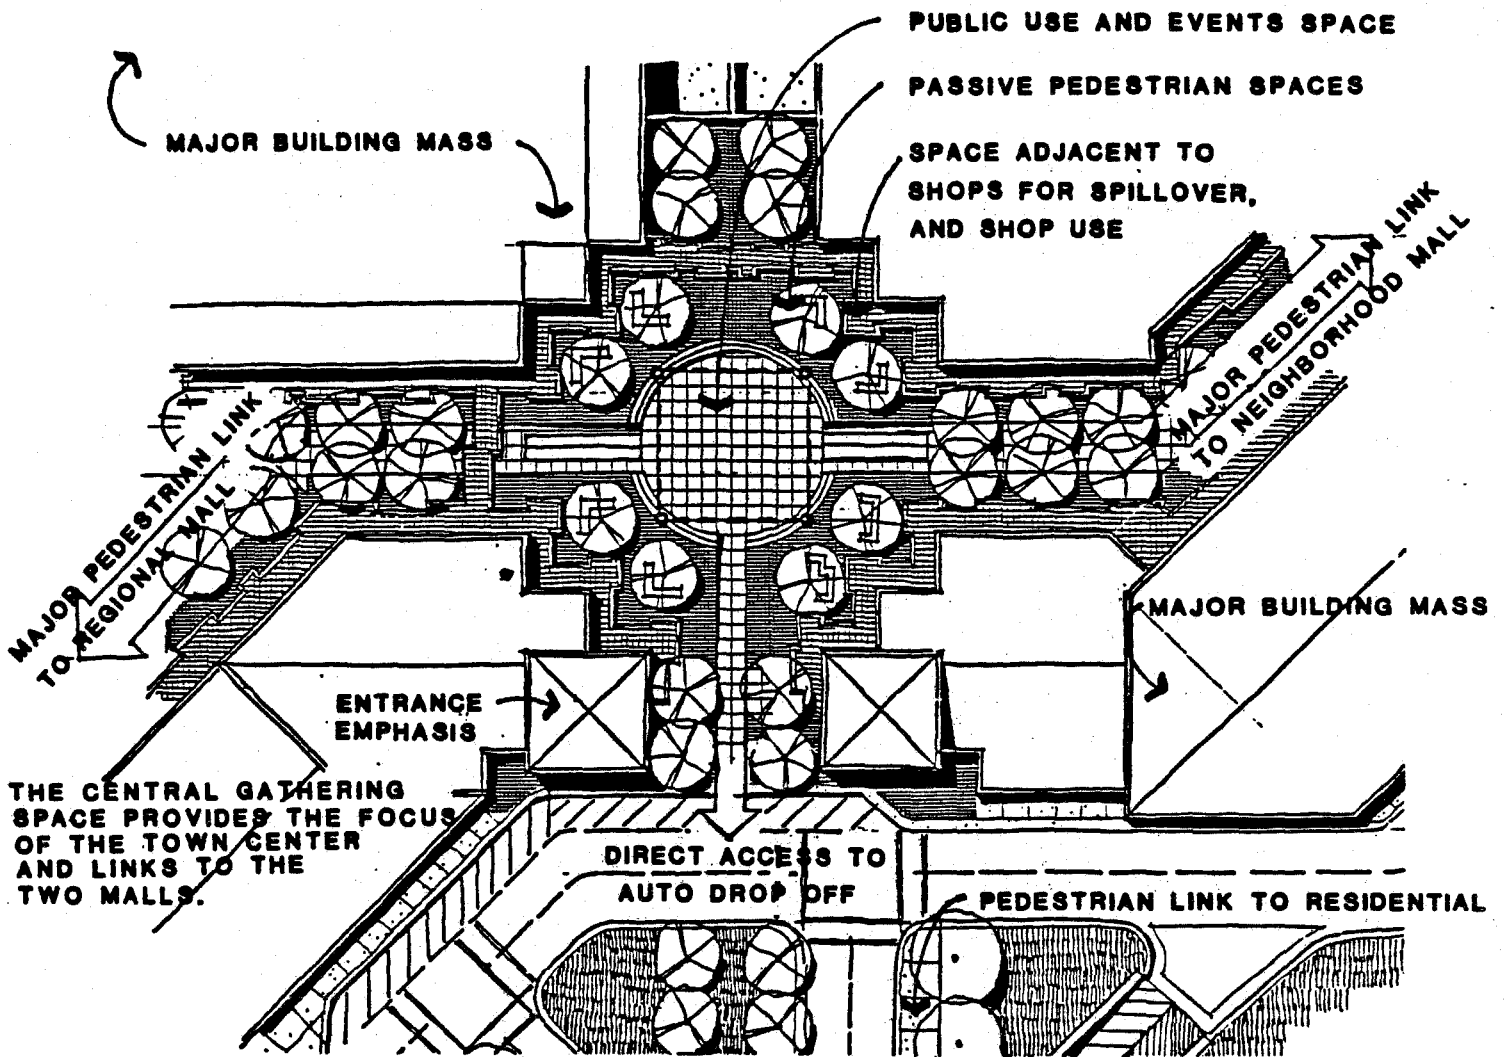 PUBLIC USE AND EVENTS SPACE
PASSIVE PEDESTRIAN SPACES
MAJOR BUILDING MASS
SPACE ADJACENT TO
SHOPS FOR SPILLOVER,
AND SHOP USE
MAJOR PEDESTRIAN LINK
TO NEIGHBORHOOD MALL
MAJOR PEDESTRIAN LINK
TO REGIONAL MALL
MAJOR BUILDING MASS
ENTRANCE
EMPHASIS
THE CENTRAL GATHERING
SPACE PROVIDES THE FOCUS
OF THE TOWN CENTER
AND LINKS TO THE
TWO MALLS.
DIRECT ACCESS TO
AUTO DROP OFF
PEDESTRIAN LINK TO RESIDENTIAL